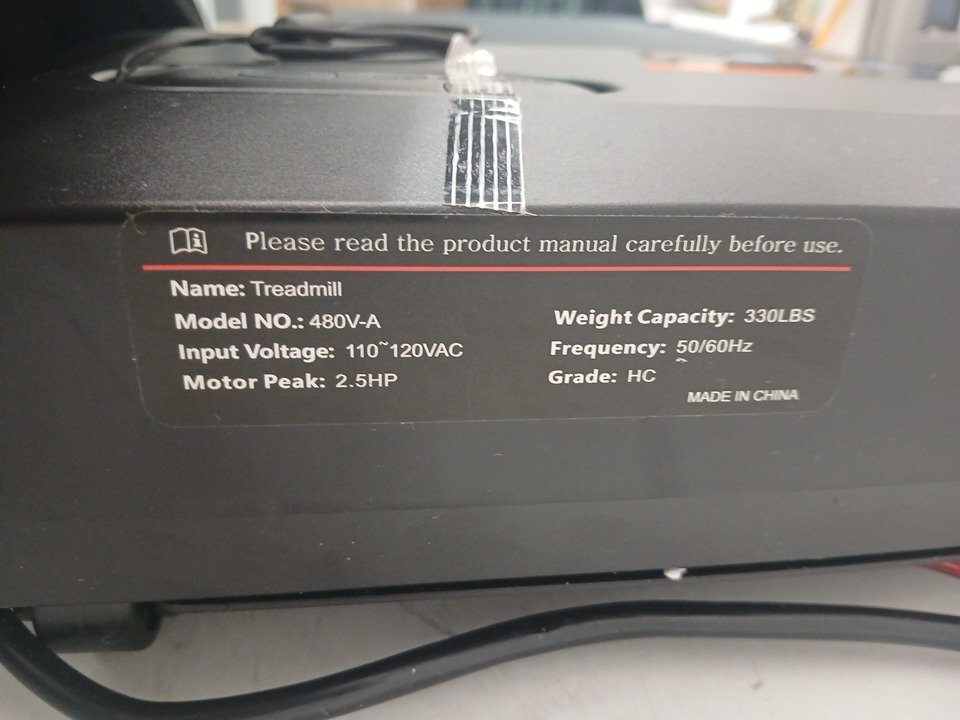 Please read the product manual carefully before use.
Name: Treadmill
Model NO.: 480V-A
Weight Capacity: 330LBS
Input Voltage: 110~120VAC
Frequency: 50/60Hz
Motor Peak: 2.5HP
Grade: HC
MADE IN CHINA